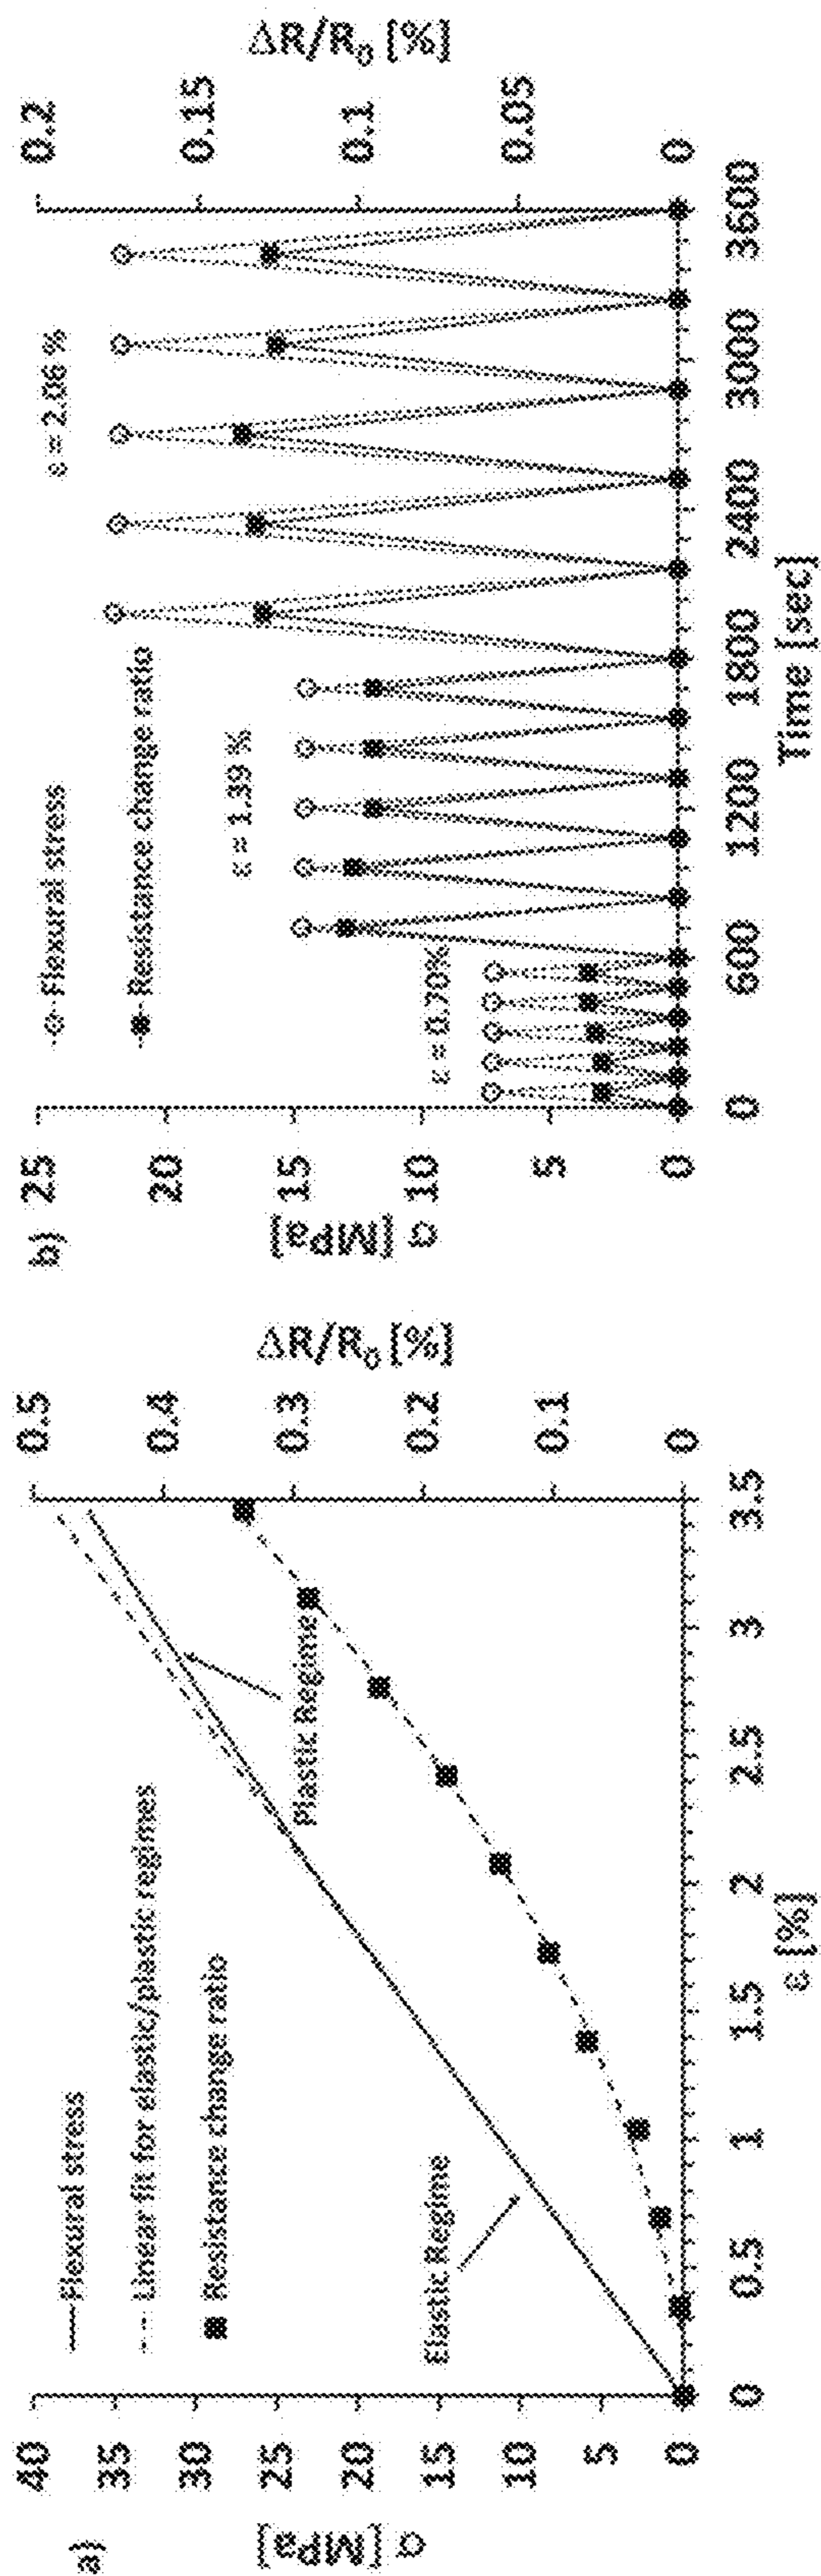 a)
σ [MPa]
40
35
30
25
20
15
10
5
0
Flexural stress
Linear fit for elastic/plastic regimes
Resistance change ratio
Elastic Regime
Plastic Regime
0
0.5
1
1.5
2
2.5
3
3.5
ε [%]
0.5
0.4
0.3
0.2
0.1
0
ΔR/R0 [%]
b)
σ [MPa]
25
20
15
10
5
0
Flexural stress
Resistance change ratio
ε = 0.70%
ε = 1.39 %
ε = 2.06 %
0
600
1200
1800
2400
3000
3600
Time [sec]
0.2
0.15
0.1
0.05
0
ΔR/R0 [%]